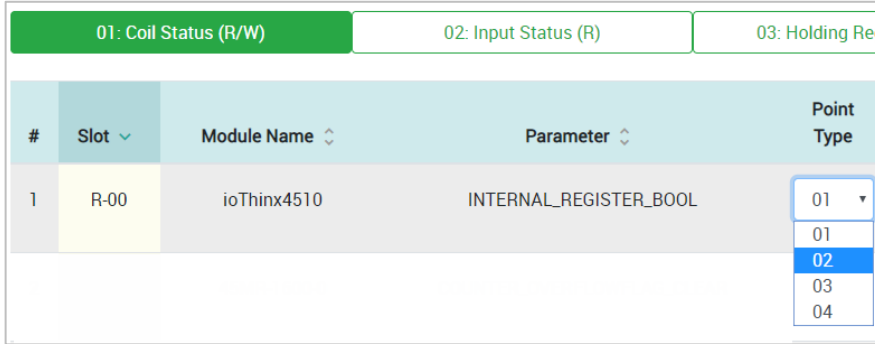 01: Coil Status (R/W) 02: Input Status (R) 03: Holding Re
# Slot Module Name Parameter Point Type
1 R-00 ioThinx4510 INTERNAL_REGISTER_BOOL 01
01
02
03
04